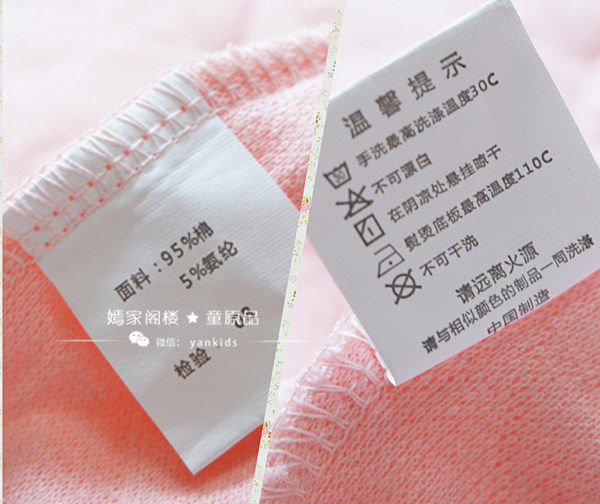 面料：95%棉
5%氨纶
检验 08
嫣家阁楼★童原品
微信：yankids
温馨提示
手洗最高洗涤温度30C
不可漂白
在阴凉处悬挂晾干
熨烫底板最高温度110C
不可干洗
请远离火源
请与相似颜色的制品一同洗涤
中国制造